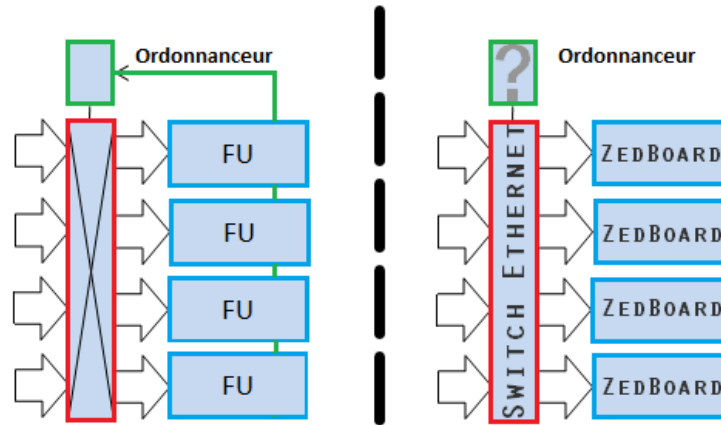 Ordonnanceur
FU
FU
FU
FU
?
Ordonnanceur
SWITCH ETHERNET
ZEDBOARD
ZEDBOARD
ZEDBOARD
ZEDBOARD